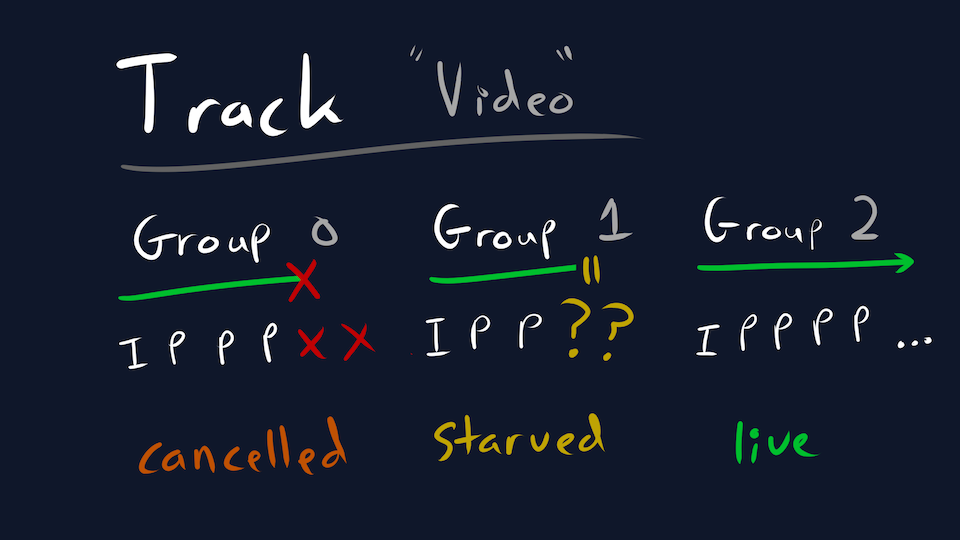 Track "Video"
Group 0 Group 1 Group 2
I P P P X X I P P ? ? I P P P P ...
cancelled starved live